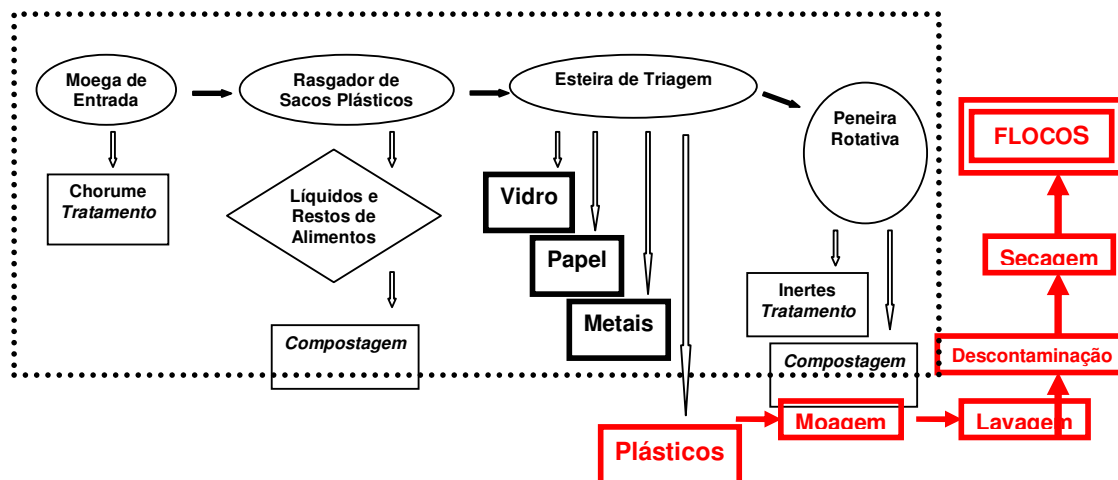 Moega de
Entrada
Rasgador de
Sacos Plásticos
Esteira de Triagem
Peneira
Rotativa
FLOCOS
Chorume
Tratamento
Líquidos e
Restos de
Alimentos
Vidro
Papel
Metais
Secagem
Inertes
Tratamento
Compostagem
Compostagem
Descontaminação
Plásticos
Moagem
Lavagem